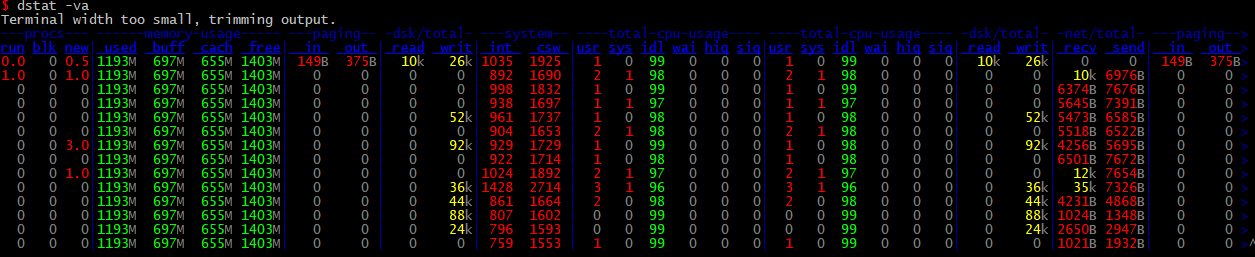 $ dstat -va
Terminal width too small, trimming output.
---procs--- ------memory-usage----- ---paging-- -dsk/total- ---system-- ----total-cpu-usage---- ----total-cpu-usage---- -dsk/total- -net/total- ---paging-->
run blk new| used buff cach free| in out | read writ| int csw |usr sys idl wai hiq siq|usr sys idl wai hiq siq| read writ| recv send| in out >
0.0 0 0.5|1193M 697M 655M 1403M| 149B 375B| 10k 26k|1035 1925 | 1 0 99 0 0 0| 1 0 99 0 0 0| 10k 26k| 0 0 | 149B 375B>
1.0 0 1.0|1193M 697M 655M 1403M| 0 0 | 0 0 | 892 1690 | 2 1 98 0 0 0| 2 1 98 0 0 0| 0 0 | 10k 6976B| 0 0 >
0 0 0|1193M 697M 655M 1403M| 0 0 | 0 0 | 998 1832 | 1 0 98 0 0 0| 1 0 98 0 0 0| 0 0 |6374B 7676B| 0 0 >
0 0 0|1193M 697M 655M 1403M| 0 0 | 0 0 | 938 1697 | 1 1 97 0 0 0| 1 1 97 0 0 0| 0 0 |5645B 7391B| 0 0 >
0 0 0|1193M 697M 655M 1403M| 0 0 | 0 52k| 961 1737 | 1 0 98 0 0 0| 1 0 98 0 0 0| 0 52k|5473B 6585B| 0 0 >
0 0 0|1193M 697M 655M 1403M| 0 0 | 0 0 | 904 1653 | 2 1 98 0 0 0| 2 1 98 0 0 0| 0 0 |5518B 6522B| 0 0 >
0 0 3.0|1193M 697M 655M 1403M| 0 0 | 0 92k| 929 1729 | 1 0 99 0 0 0| 1 0 99 0 0 0| 0 92k|4256B 5695B| 0 0 >
0 0 0|1193M 697M 655M 1403M| 0 0 | 0 0 | 922 1714 | 1 0 98 0 0 0| 1 0 98 0 0 0| 0 0 |6501B 7672B| 0 0 >
0 0 1.0|1193M 697M 655M 1403M| 0 0 | 0 0 |1024 1892 | 2 1 97 0 0 0| 2 1 97 0 0 0| 0 0 | 12k 7654B| 0 0 >
0 0 0|1193M 697M 655M 1403M| 0 0 | 0 36k|1428 2714 | 3 1 96 0 0 0| 3 1 96 0 0 0| 0 36k| 35k 7326B| 0 0 >
0 0 0|1193M 697M 655M 1403M| 0 0 | 0 44k| 861 1664 | 2 0 98 0 0 0| 2 0 98 0 0 0| 0 44k|4231B 4868B| 0 0 >
0 0 0|1193M 697M 655M 1403M| 0 0 | 0 88k| 807 1602 | 0 0 99 0 0 0| 0 0 99 0 0 0| 0 88k|1024B 1348B| 0 0 >
0 0 0|1193M 697M 655M 1403M| 0 0 | 0 24k| 796 1593 | 0 0 99 0 0 0| 0 0 99 0 0 0| 0 24k|2650B 2947B| 0 0 >
0 0 0|1193M 697M 655M 1403M| 0 0 | 0 0 | 759 1553 | 1 0 99 0 0 0| 1 0 99 0 0 0| 0 0 |1021B 1932B| 0 0 >^